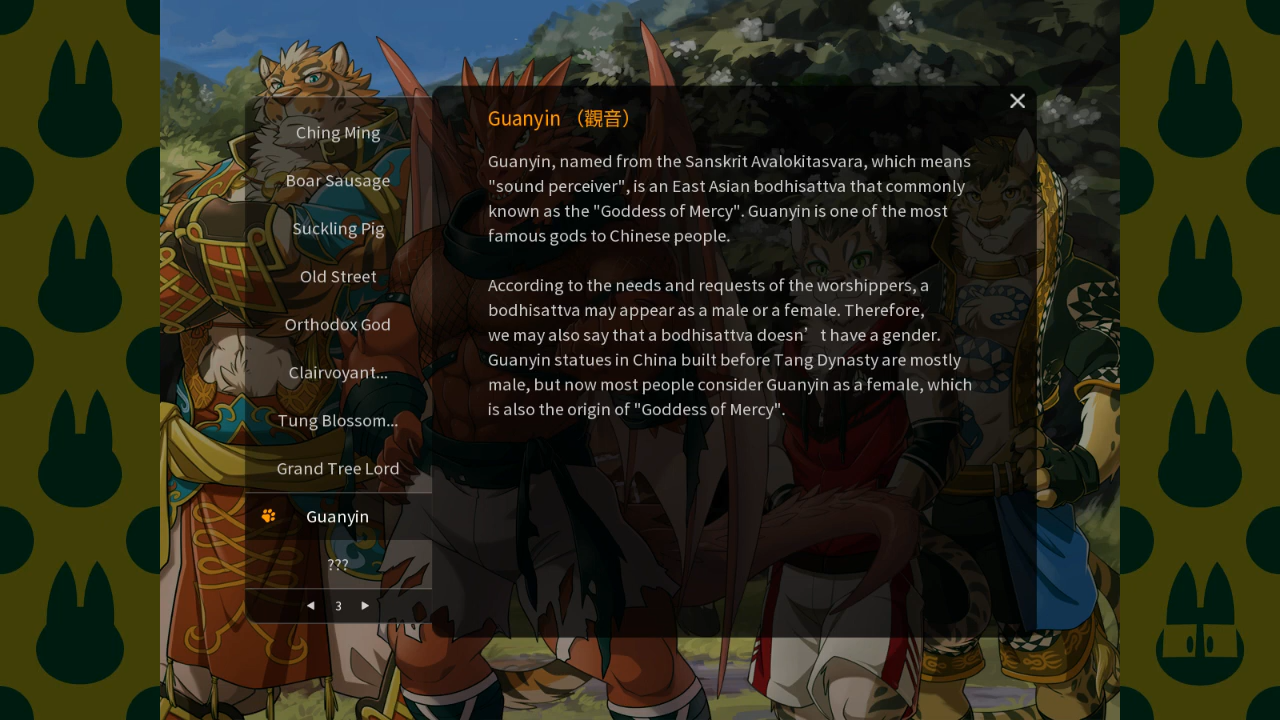 Ching Ming
Boar Sausage
Suckling Pig
Old Street
Orthodox God
Clairvoyant...
Tung Blossom...
Grand Tree Lord
Guanyin
???
3
Guanyin （觀音）
Guanyin, named from the Sanskrit Avalokitasvara, which means
"sound perceiver", is an East Asian bodhisattva that commonly
known as the "Goddess of Mercy". Guanyin is one of the most
famous gods to Chinese people.
According to the needs and requests of the worshippers, a
bodhisattva may appear as a male or a female. Therefore,
we may also say that a bodhisattva doesn’t have a gender.
Guanyin statues in China built before Tang Dynasty are mostly
male, but now most people consider Guanyin as a female, which
is also the origin of "Goddess of Mercy".